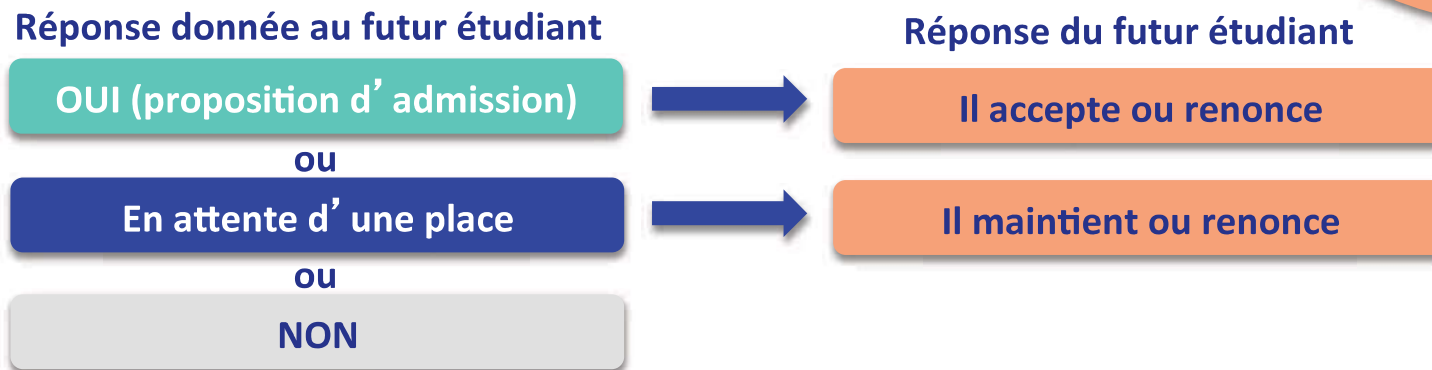 Réponse donnée au futur étudiant
Réponse du futur étudiant
OUI (proposition d’ admission)
Il accepte ou renonce
ou
En attente d’ une place
Il maintient ou renonce
ou
NON